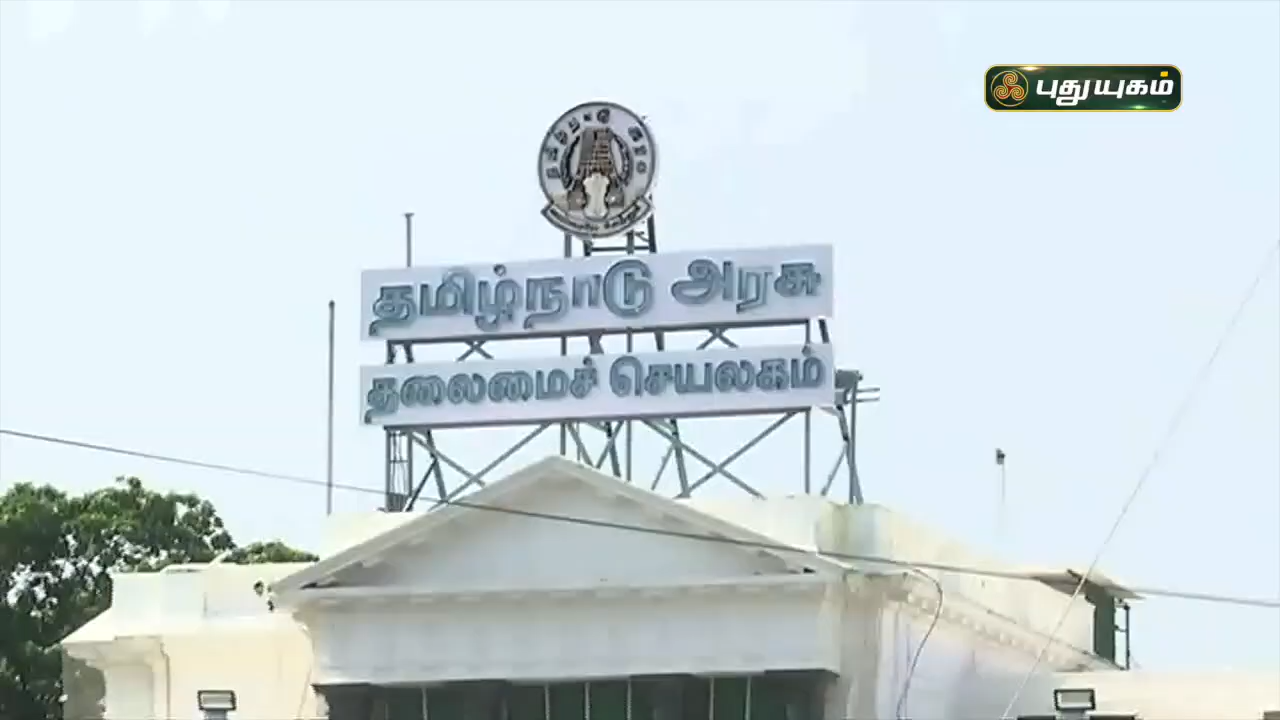 புதுயுகம்
தமிழ்நாடு அரசு
தலைமைச் செயலகம்